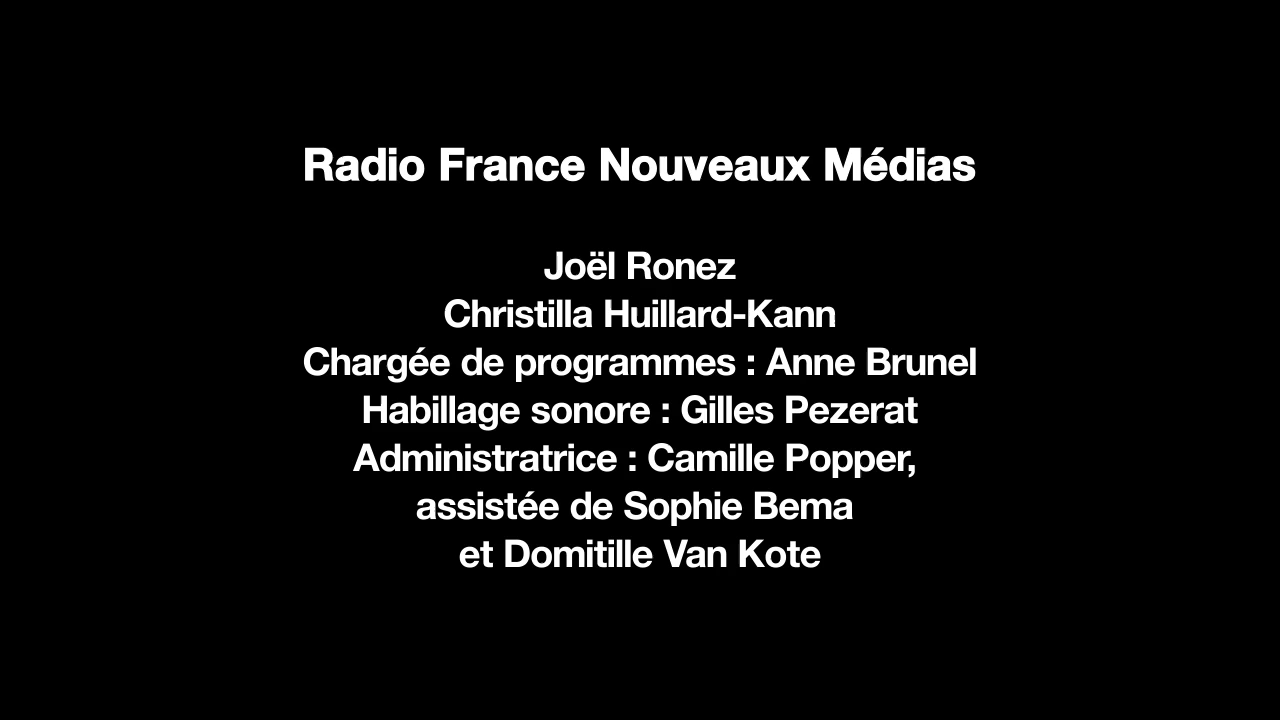 Radio France Nouveaux Médias
Joël Ronez
Christilla Huillard-Kann
Chargée de programmes : Anne Brunel
Habillage sonore : Gilles Pezerat
Administratrice : Camille Popper,
assistée de Sophie Bema
et Domitille Van Kote